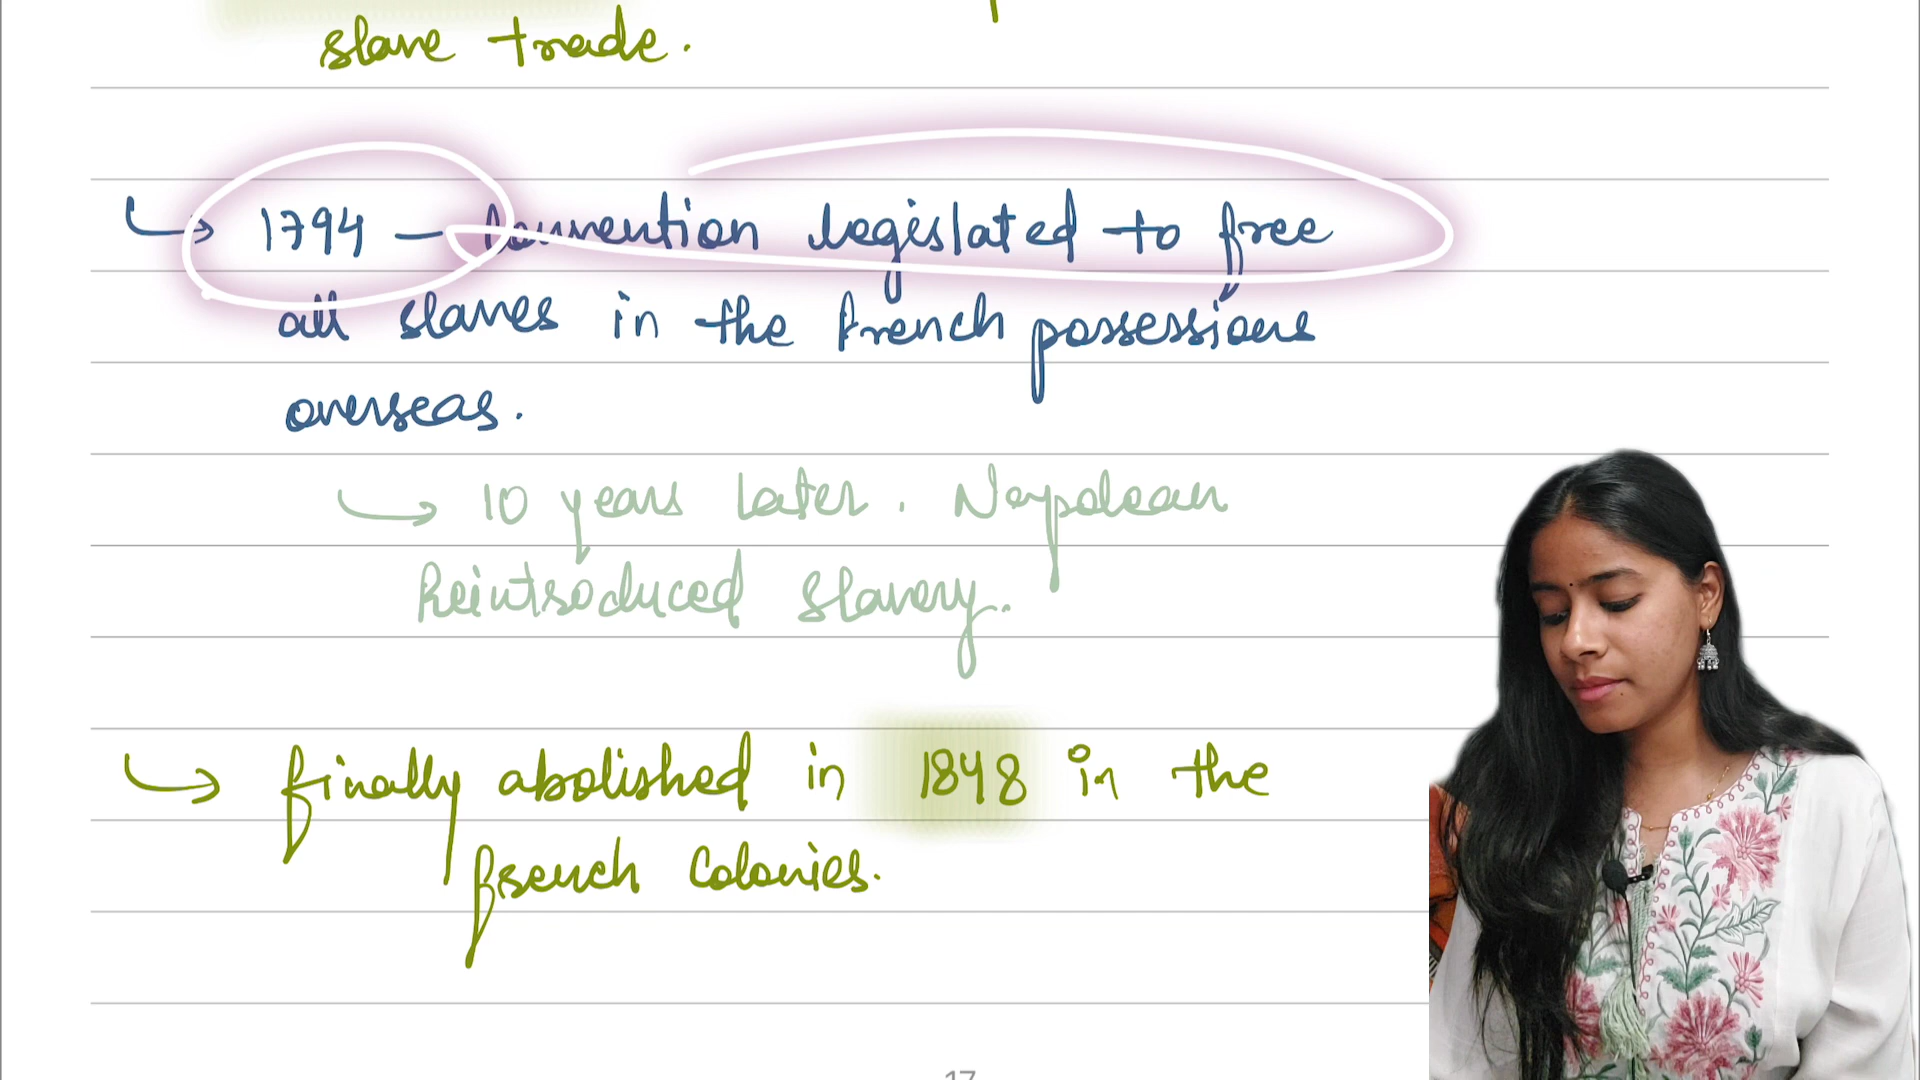 slave trade.
1794 - Convention legislated to free
all slaves in the French possessions
overseas.
10 years later. Napolean
Reintroduced slavery.
finally abolished in 1848 in the
french Colonies.
17